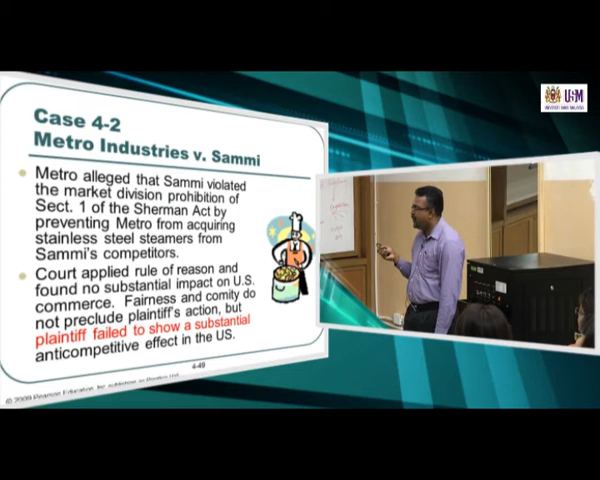 Case 4-2
Metro Industries v. Sammi
Metro alleged that Sammi violated
the market division prohibition of
Sect. 1 of the Sherman Act by
preventing Metro from acquiring
stainless steel steamers from
Sammi's competitors.
Court applied rule of reason and
found no substantial impact on U.S.
commerce. Fairness and comity do
not preclude plaintiff's action, but
plaintiff failed to show a substantial
anticompetitive effect in the US.
4-49
© 2009 Pearson Education, Inc. publishing as Prentice Hall
USM